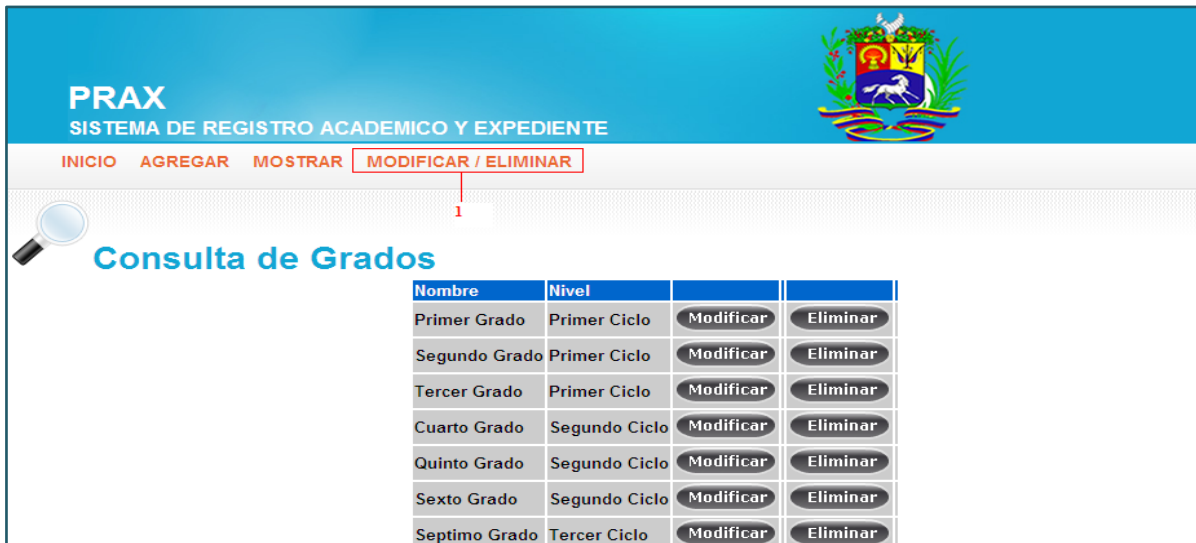 PRAX
SISTEMA DE REGISTRO ACADEMICO Y EXPEDIENTE
INICIO AGREGAR MOSTRAR MODIFICAR / ELIMINAR
1
Consulta de Grados
Nombre Nivel
Primer Grado Primer Ciclo Modificar Eliminar
Segundo Grado Primer Ciclo Modificar Eliminar
Tercer Grado Primer Ciclo Modificar Eliminar
Cuarto Grado Segundo Ciclo Modificar Eliminar
Quinto Grado Segundo Ciclo Modificar Eliminar
Sexto Grado Segundo Ciclo Modificar Eliminar
Septimo Grado Tercer Ciclo Modificar Eliminar